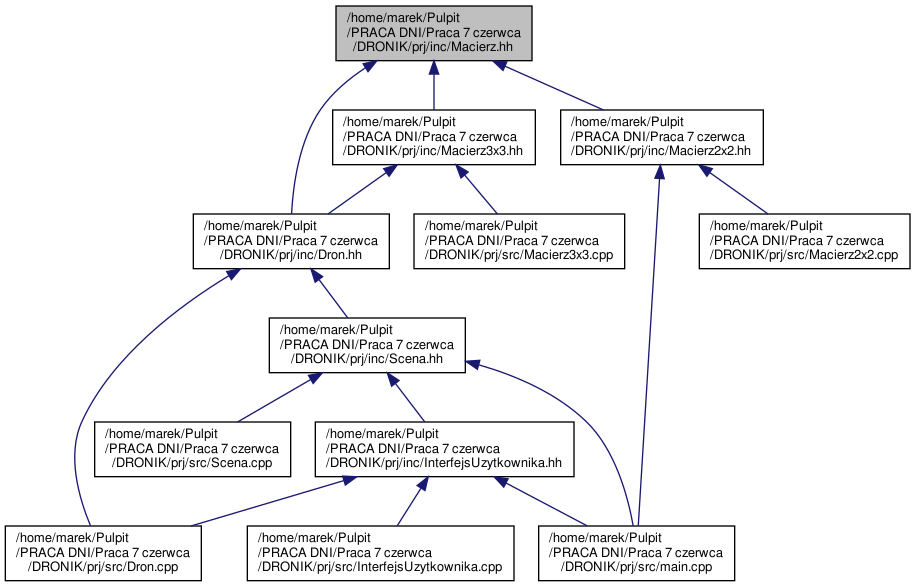 /home/marek/Pulpit
/PRACA DNI/Praca 7 czerwca
/DRONIK/prj/inc/Macierz.hh
/home/marek/Pulpit
/PRACA DNI/Praca 7 czerwca
/DRONIK/prj/inc/Macierz3x3.hh
/home/marek/Pulpit
/PRACA DNI/Praca 7 czerwca
/DRONIK/prj/inc/Macierz2x2.hh
/home/marek/Pulpit
/PRACA DNI/Praca 7 czerwca
/DRONIK/prj/inc/Dron.hh
/home/marek/Pulpit
/PRACA DNI/Praca 7 czerwca
/DRONIK/prj/src/Macierz3x3.cpp
/home/marek/Pulpit
/PRACA DNI/Praca 7 czerwca
/DRONIK/prj/src/Macierz2x2.cpp
/home/marek/Pulpit
/PRACA DNI/Praca 7 czerwca
/DRONIK/prj/inc/Scena.hh
/home/marek/Pulpit
/PRACA DNI/Praca 7 czerwca
/DRONIK/prj/src/Scena.cpp
/home/marek/Pulpit
/PRACA DNI/Praca 7 czerwca
/DRONIK/prj/inc/InterfejsUzytkownika.hh
/home/marek/Pulpit
/PRACA DNI/Praca 7 czerwca
/DRONIK/prj/src/Dron.cpp
/home/marek/Pulpit
/PRACA DNI/Praca 7 czerwca
/DRONIK/prj/src/InterfejsUzytkownika.cpp
/home/marek/Pulpit
/PRACA DNI/Praca 7 czerwca
/DRONIK/prj/src/main.cpp